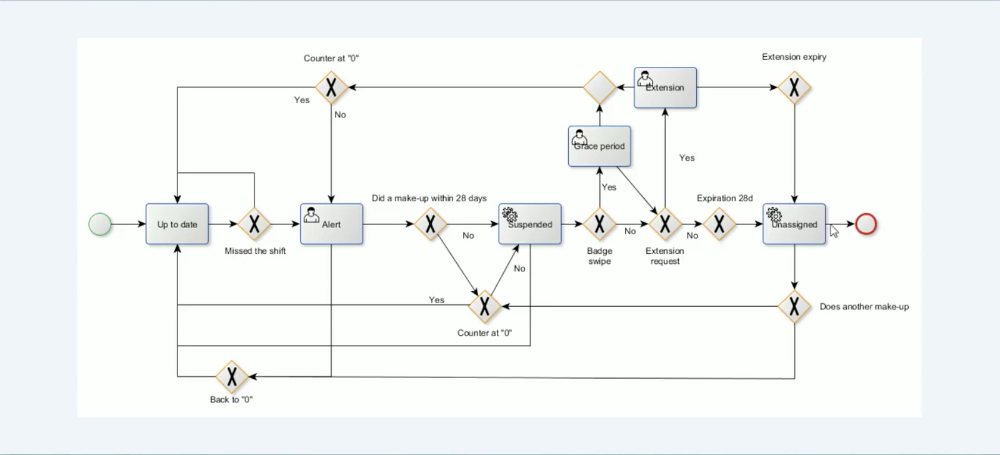 Counter at "0"
Extension expiry
Extension
Yes
No
Grace period
Yes
Yes
Did a make-up within 28 days
Expiration 28d
Up to date
Alert
Suspended
Unassigned
No
No
No
Missed the shift
Badge
swipe
Extension
request
No
Yes
Does another make-up
Counter at "0"
Back to "0"